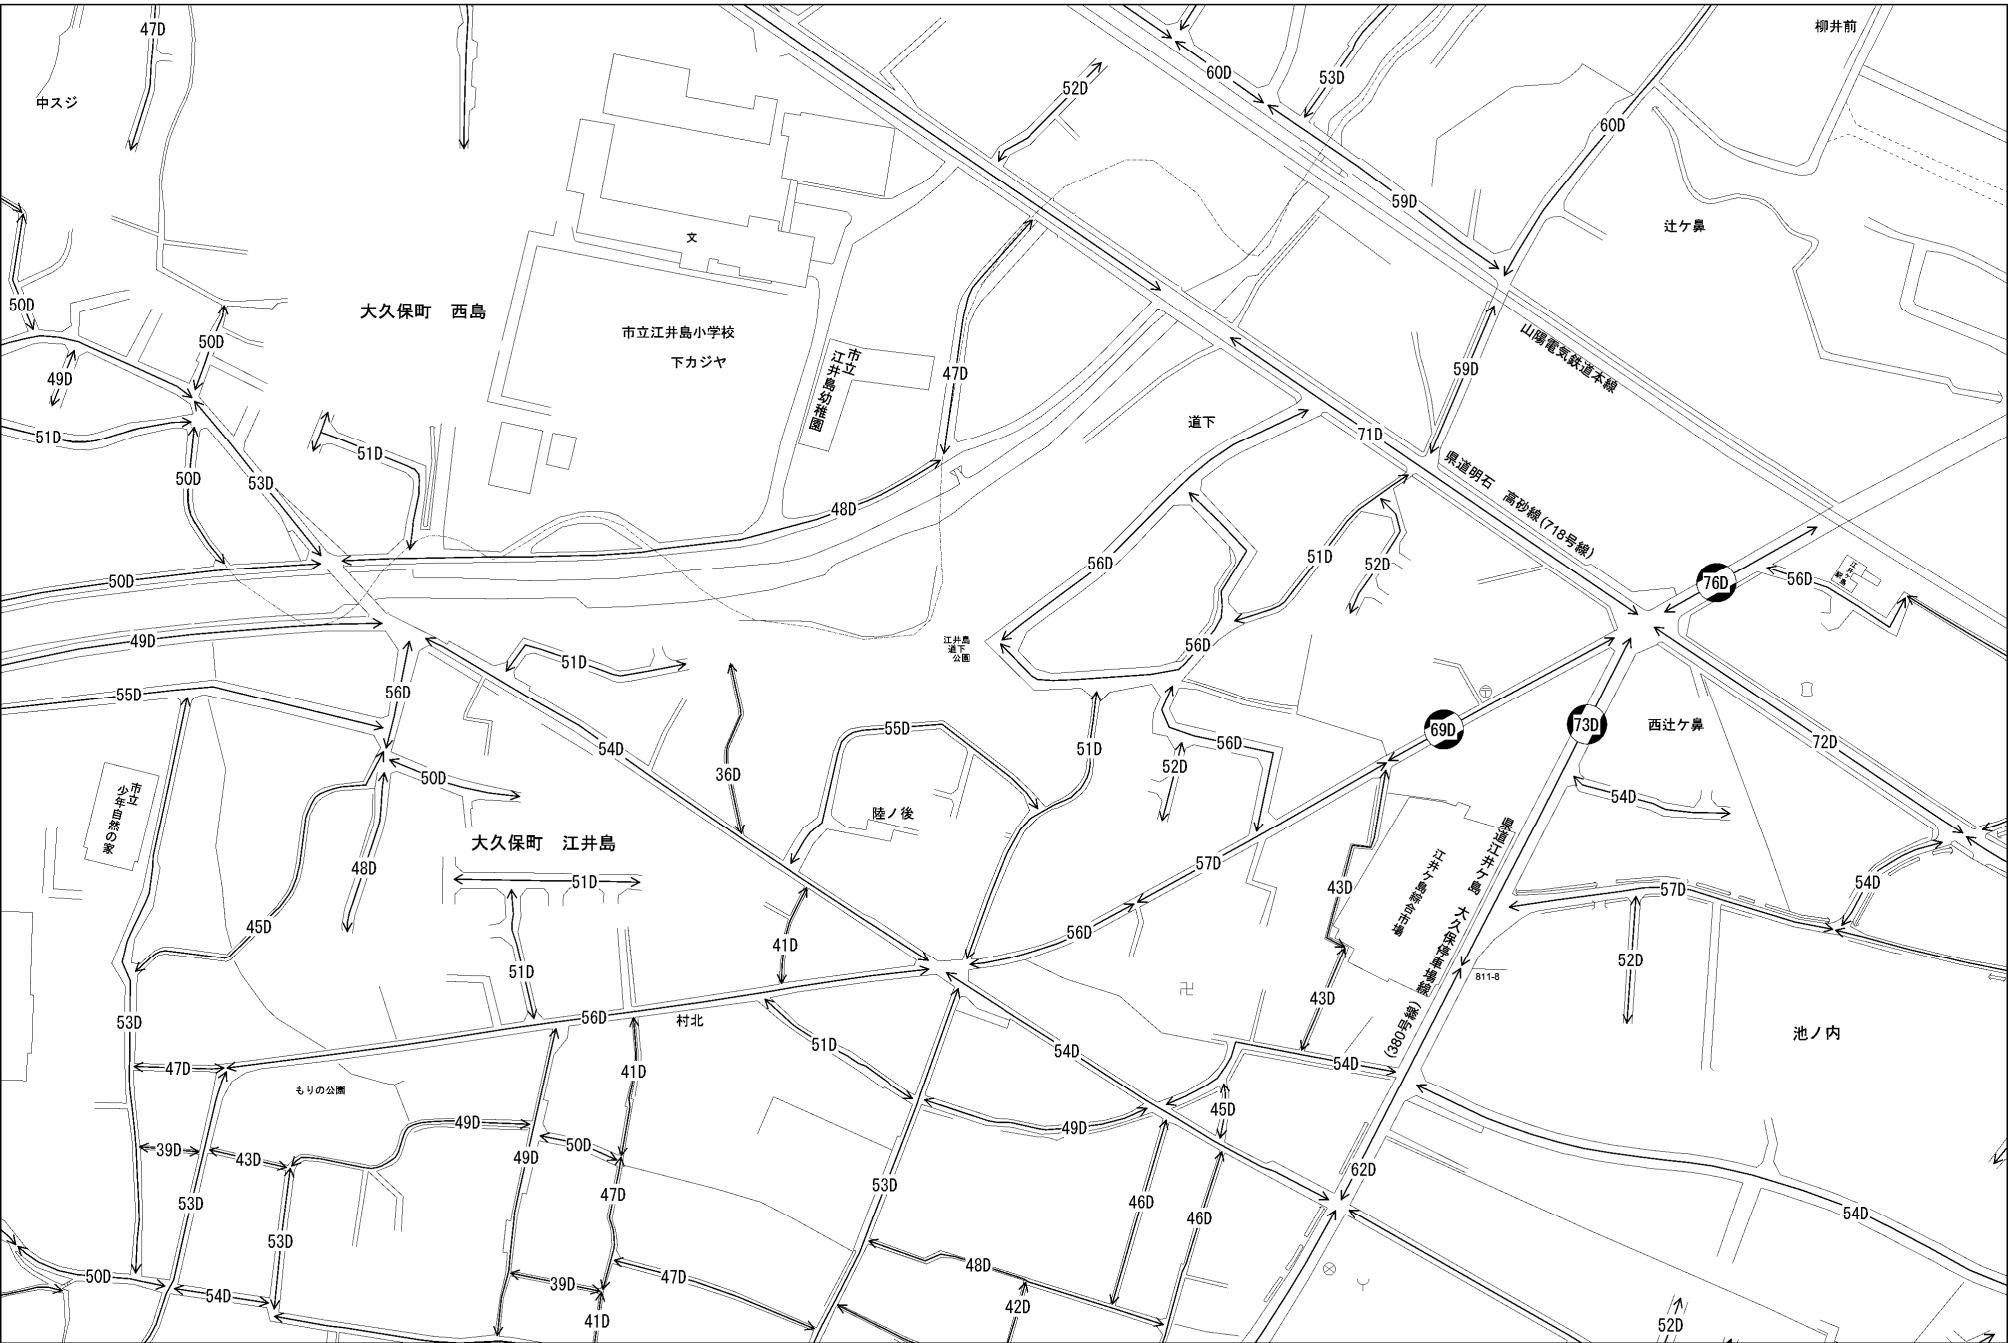 47D
中スジ
52D
60D
53D
柳井前
60D
59D
辻ケ鼻
文
50D
大久保町　西島
市立江井島小学校
下カジヤ
50D
49D
市立
江井島幼稚園
47D
59D
山陽電気鉄道本線
道下
51D
51D
71D
50D
53D
県道明石　高砂線(718号線)
48D
56D
51D
52D
50D
76D
56D
江井ケ島
駅
49D
江井島
道下
公園
56D
51D
55D
56D
54D
36D
55D
51D
56D
52D
69D
73D
西辻ケ鼻
72D
50D
市立
少年自然の家
陸ノ後
54D
大久保町　江井島
48D
51D
57D
43D
江井ケ島綜合市場
県道江井ケ島　大久保停車場線(380号線)
57D
54D
45D
41D
56D
51D
52D
卍
811-8
43D
53D
56D
村北
51D
54D
54D
池ノ内
47D
もりの公園
41D
45D
49D
49D
39D
43D
49D
50D
53D
53D
47D
53D
46D
46D
62D
54D
50D
54D
39D
47D
48D
41D
42D
52D